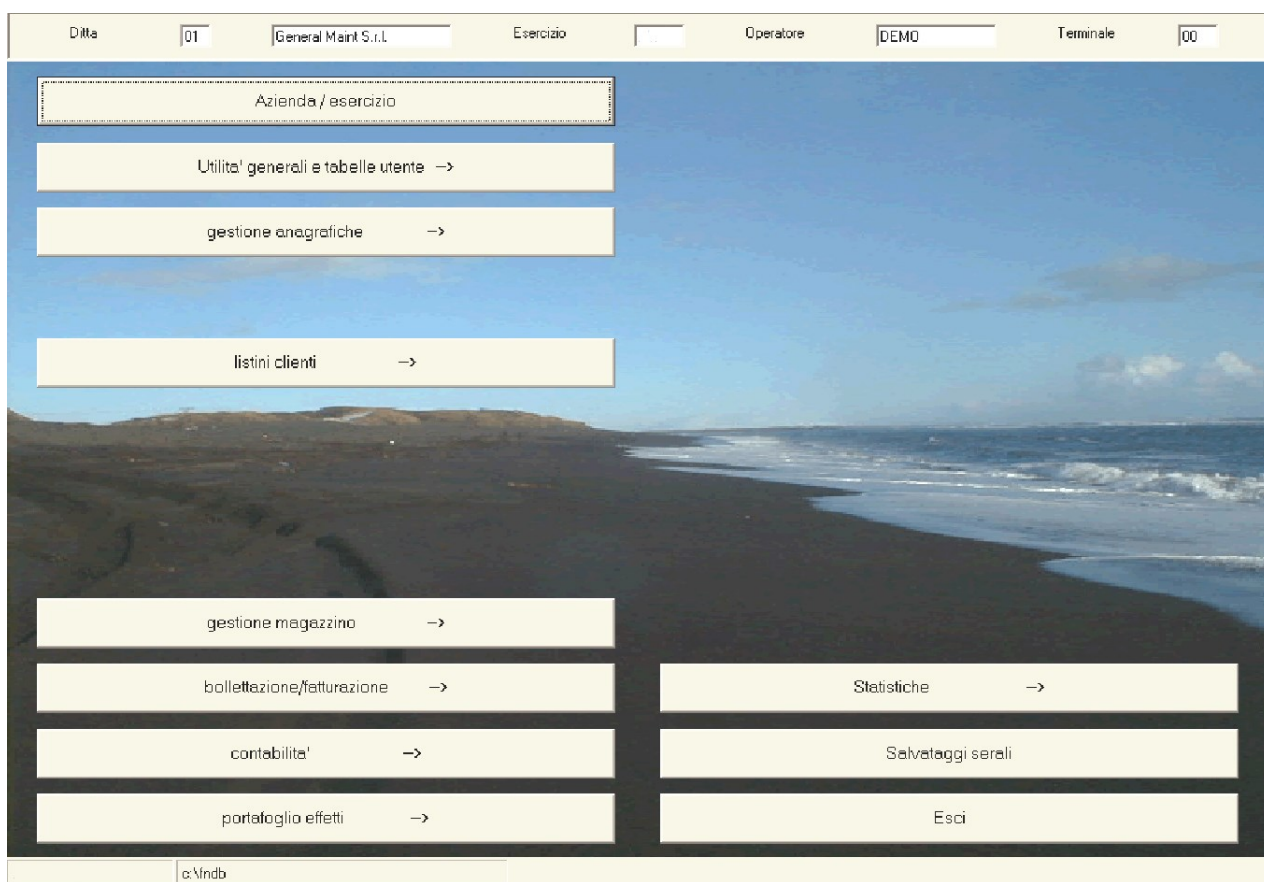 Ditta 01 General Maint S.r.l. Esercizio Operatore DEMO Terminale 00
Azienda / esercizio
Utilita' generali e tabelle utente -->
gestione anagrafiche -->
listini clienti -->
gestione magazzino -->
bollettazione/fatturazione -->
Statistiche -->
contabilita' -->
Salvataggi serali
portafoglio effetti -->
Esci
c:\fndb